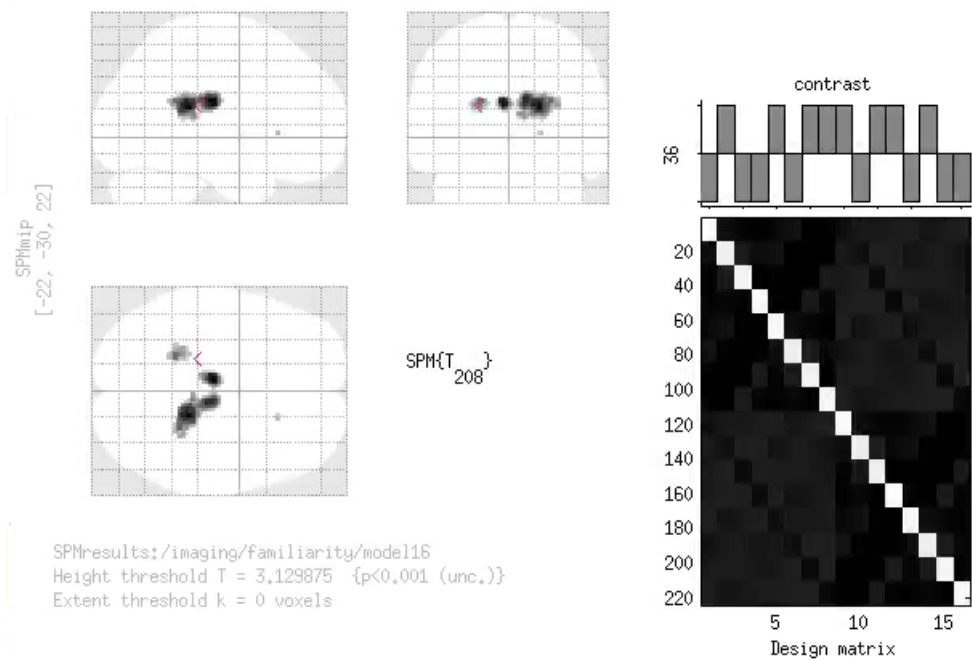 SPMmip
[-22, -30, 22]
SPM{T
208
}
contrast
36
20
40
60
80
100
120
140
160
180
200
220
5 10 15
Design matrix
SPMresults:/imaging/familiarity/model16
Height threshold T = 3.129875 {p<0.001 (unc.)}
Extent threshold k = 0 voxels